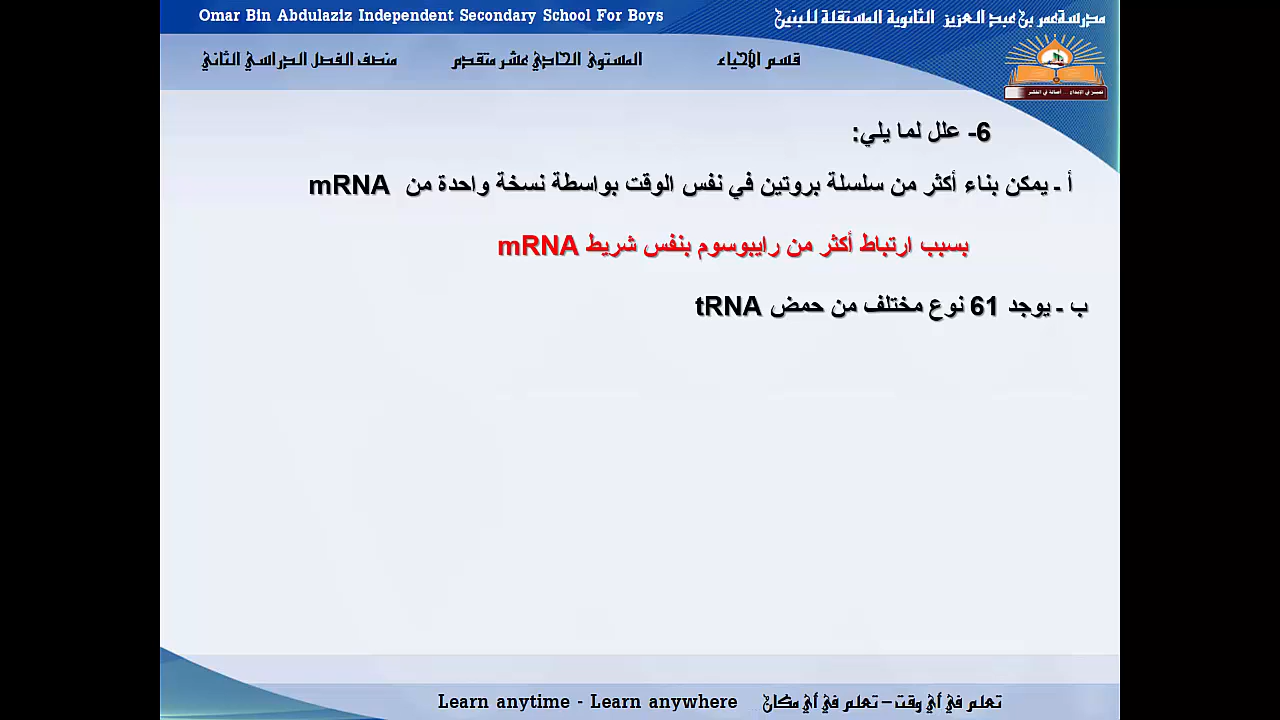 Omar Bin Abdulaziz Independent Secondary School For Boys
مدرسة عمر بن عبد العزيز الثانوية المستقلة للبنين
قسم الأحياء
المستوى الحادي عشر متقدم
منصف الفصل الدراسي الثاني
6- علل لما يلي:
أ ـ يمكن بناء أكثر من سلسلة بروتين في نفس الوقت بواسطة نسخة واحدة من mRNA
بسبب ارتباط أكثر من رايبوسوم بنفس شريط mRNA
ب ـ يوجد 61 نوع مختلف من حمض tRNA
Learn anytime - Learn anywhere
تعلم في أي وقت – تعلم في أي مكان